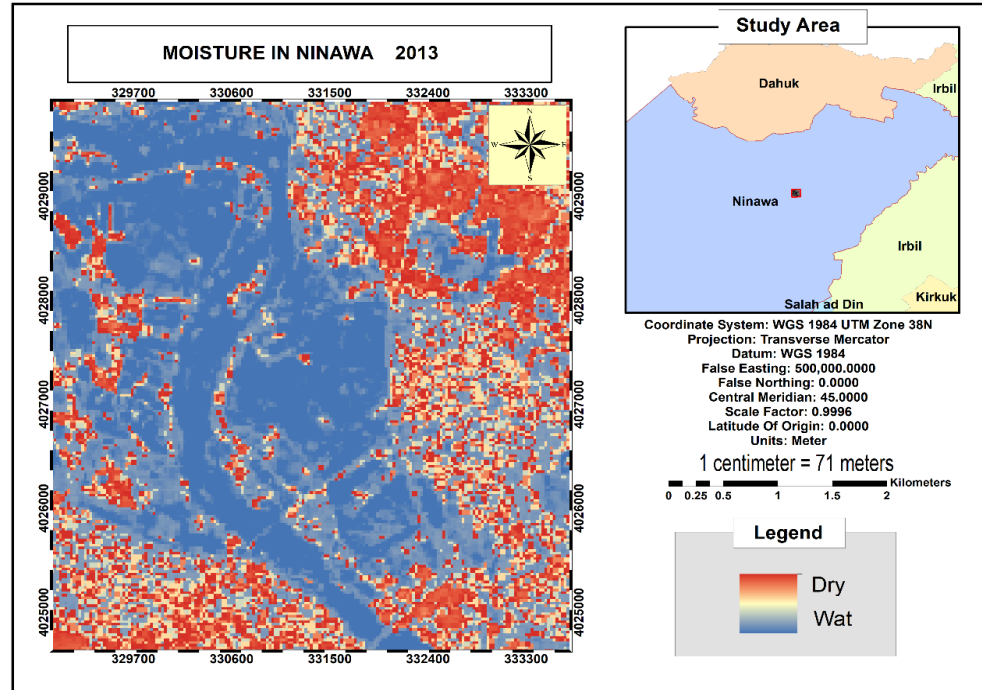 MOISTURE IN NINAWA 2013
329700 330600 331500 332400 333300
4029000 4028000 4027000 4026000 4025000
N
W E
S
4029000 4028000 4027000 4026000 4025000
329700 330600 331500 332400 333300
Study Area
Dahuk
Irbil
Ninawa
Irbil
Kirkuk
Salah ad Din
Coordinate System: WGS 1984 UTM Zone 38N
Projection: Transverse Mercator
Datum: WGS 1984
False Easting: 500,000.0000
False Northing: 0.0000
Central Meridian: 45.0000
Scale Factor: 0.9996
Latitude Of Origin: 0.0000
Units: Meter
1 centimeter = 71 meters
Kilometers
0 0.25 0.5 1 1.5 2
Legend
Dry
Wat